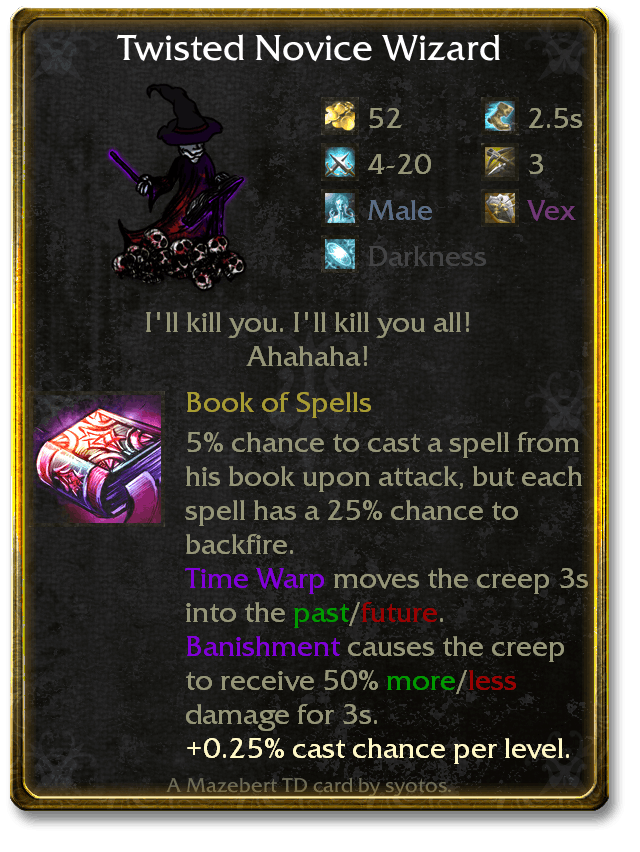 Twisted Novice Wizard
52 2.5s
4-20 3
Male Vex
Darkness
I'll kill you. I'll kill you all!
Ahahaha!
Book of Spells
5% chance to cast a spell from
his book upon attack, but each
spell has a 25% chance to
backfire.
Time Warp moves the creep 3s
into the past/future.
Banishment causes the creep
to receive 50% more/less
damage for 3s.
+0.25% cast chance per level.
A Mazebert TD card by syotos.